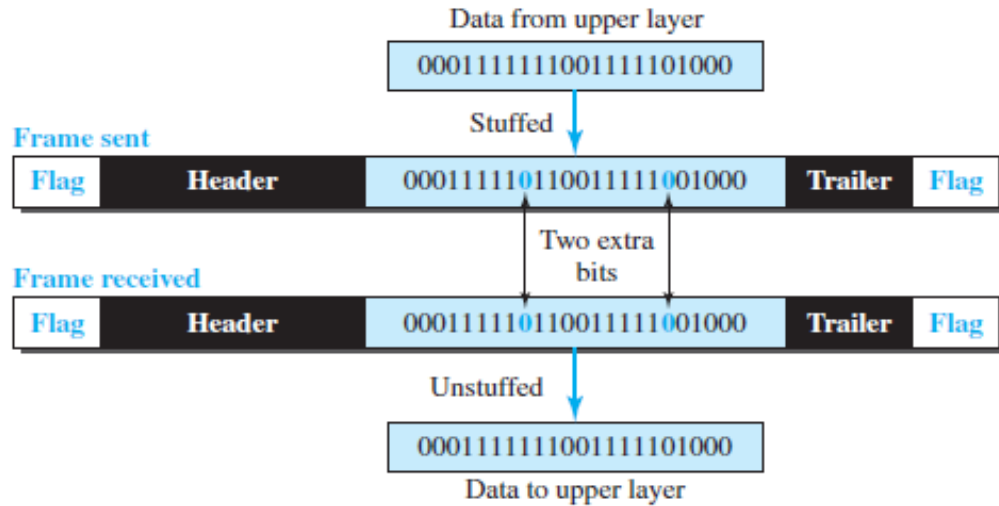 Data from upper layer
0001111111001111101000
Stuffed
Frame sent
Flag Header 000111110110011111001000 Trailer Flag
Two extra
bits
Frame received
Flag Header 000111110110011111001000 Trailer Flag
Unstuffed
0001111111001111101000
Data to upper layer